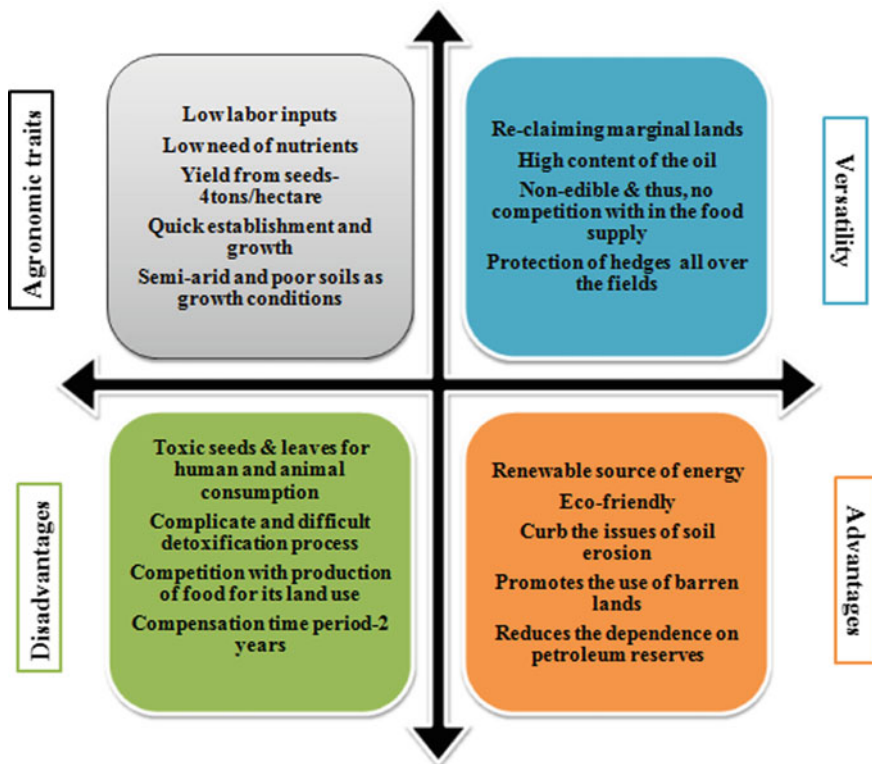 Agronomic traits
Low labor inputs
Low need of nutrients
Yield from seeds-
4tons/hectare
Quick establishment and
growth
Semi-arid and poor soils as
growth conditions
Re-claiming marginal lands
High content of the oil
Non-edible & thus, no
competition with in the food
supply
Protection of hedges all over
the fields
Versatility
Disadvantages
Toxic seeds & leaves for
human and animal
consumption
Complicate and difficult
detoxification process
Competition with production
of food for its land use
Compensation time period-2
years
Renewable source of energy
Eco-friendly
Curb the issues of soil
erosion
Promotes the use of barren
lands
Reduces the dependence on
petroleum reserves
Advantages